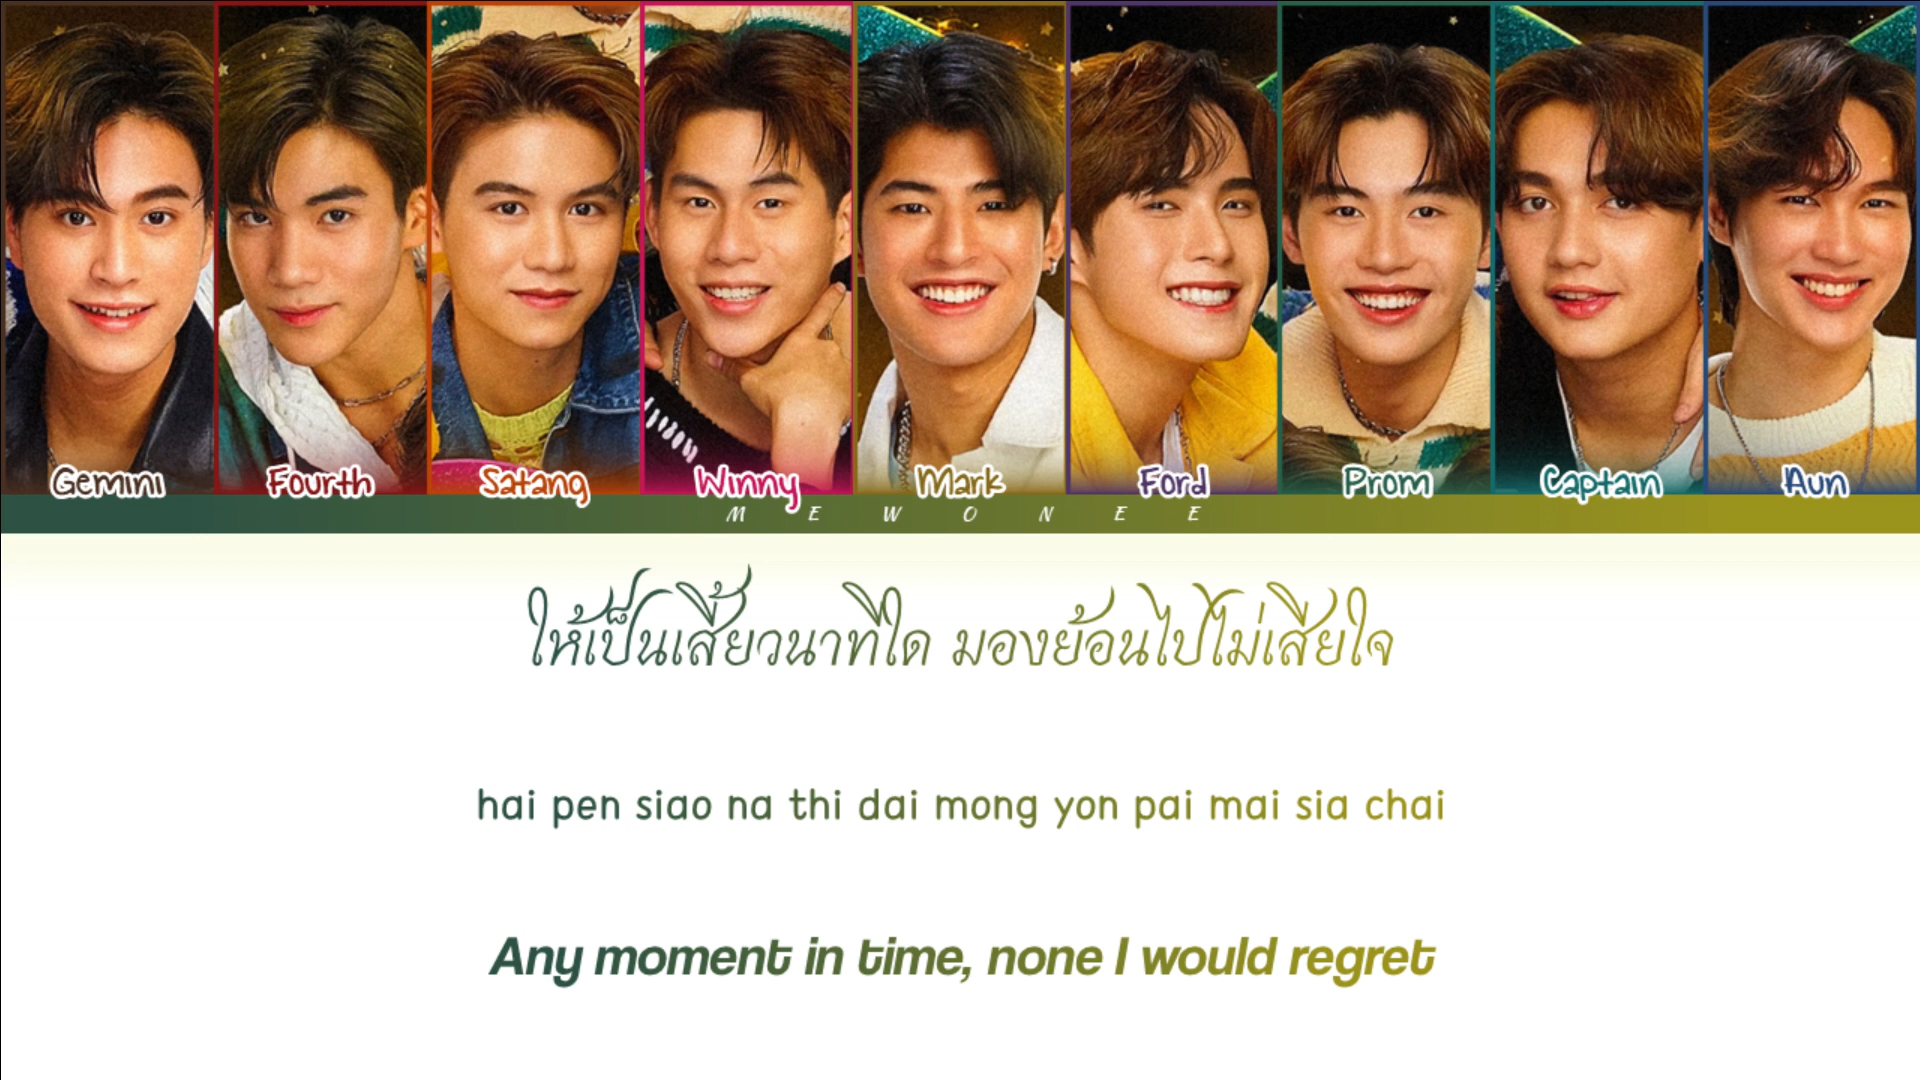 Gemini Fourth Satang Winny Mark Ford Prom Captain Aun
MEWONEE
ให้เป็นเสี้ยวนาทีใด มองย้อนไปไม่เสียใจ
hai pen siao na thi dai mong yon pai mai sia chai
Any moment in time, none I would regret